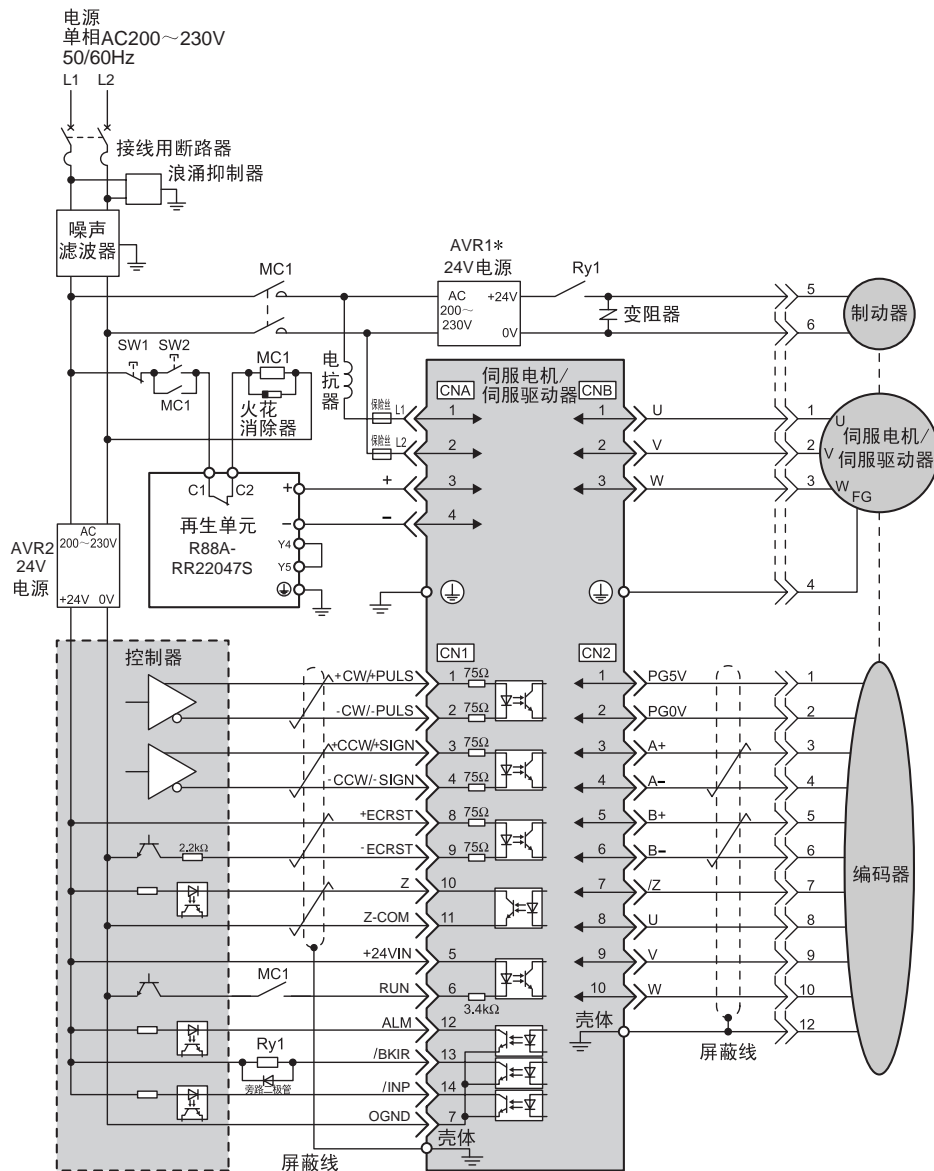 电源
单相AC200～230V
50/60Hz
L1 L2
接线用断路器
浪涌抑制器
噪声
滤波器
MC1
AVR1*
24V电源
AC
200～
230V
+24V
0V
Ry1
变阻器
5
6
制动器
SW1 SW2
MC1
MC1
火花
消除器
电
抗
器
保险丝 L1
保险丝 L2
CNA
伺服电机/
伺服驱动器
CNB
1
2
3
4
+
-
1 U 1
2 V 2
3 W 3
U
V
W
FG
伺服电机/
伺服驱动器
4
C1 C2
+
-
再生单元
R88A-
RR22047S
Y4
Y5
AVR2
24V
电源
AC
200～230V
+24V 0V
控制器
CN1
CN2
+CW/+PULS 1 75Ω
-CW/-PULS 2 75Ω
+CCW/+SIGN 3 75Ω
-CCW/-SIGN 4 75Ω
+ECRST 8 75Ω
2.2kΩ -ECRST 9 75Ω
Z 10
Z-COM 11
+24VIN 5
MC1 RUN 6 3.4kΩ
ALM 12
Ry1 /BKIR 13
旁路二极管
/INP 14
OGND 7
壳体
屏蔽线
1 PG5V 1
2 PG0V 2
3 A+ 3
4 A- 4
5 B+ 5
6 B- 6
7 /Z 7
8 U 8
9 V 9
10 W 10
壳体 12
屏蔽线
编码器